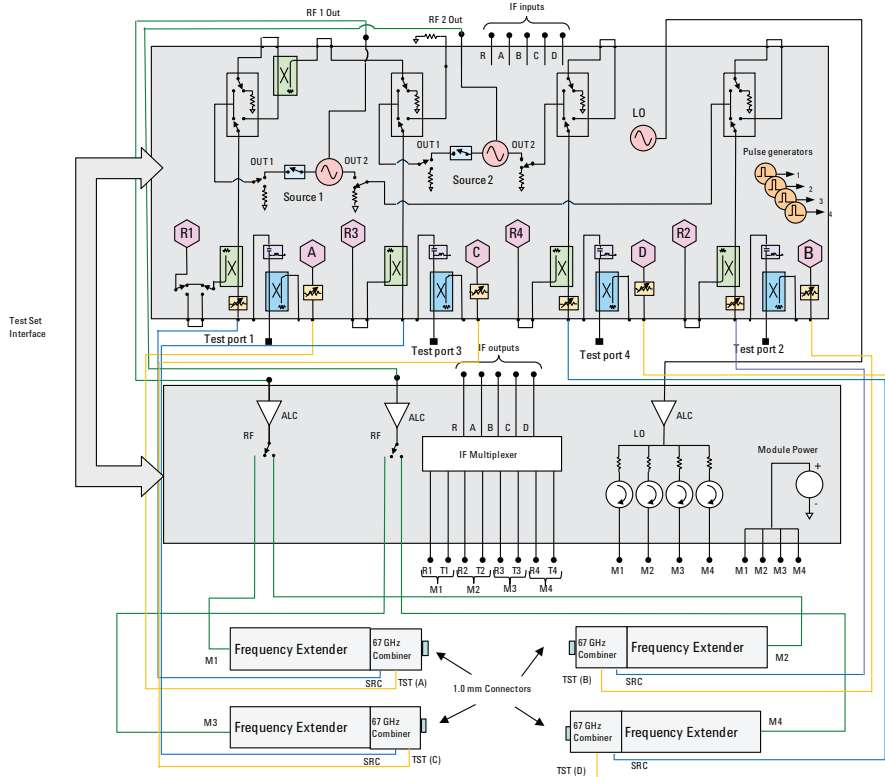 RF 1 Out
RF 2 Out
IF inputs
R A B C D
LO
Pulse generators
1
2
3
4
OUT 1
OUT 2
Source 1
OUT 1
OUT 2
Source 2
R1
A
R3
C
R4
D
R2
B
Test Set
Interface
Test port 1
Test port 3
Test port 4
Test port 2
IF outputs
ALC
RF
ALC
RF
R A B C D
IF Multiplexer
ALC
LO
Module Power
+
-
R1 T1 R2 T2 R3 T3 R4 T4
M1 M2 M3 M4
M1 M2 M3 M4
M1 M2 M3 M4
Frequency Extender
67 GHz
Combiner
M1
SRC
TST (A)
67 GHz
Combiner
Frequency Extender
M2
TST (B)
SRC
1.0 mm Connectors
M3
Frequency Extender
67 GHz
Combiner
SRC
TST (C)
67 GHz
Combiner
Frequency Extender
M4
TST (D)
SRC